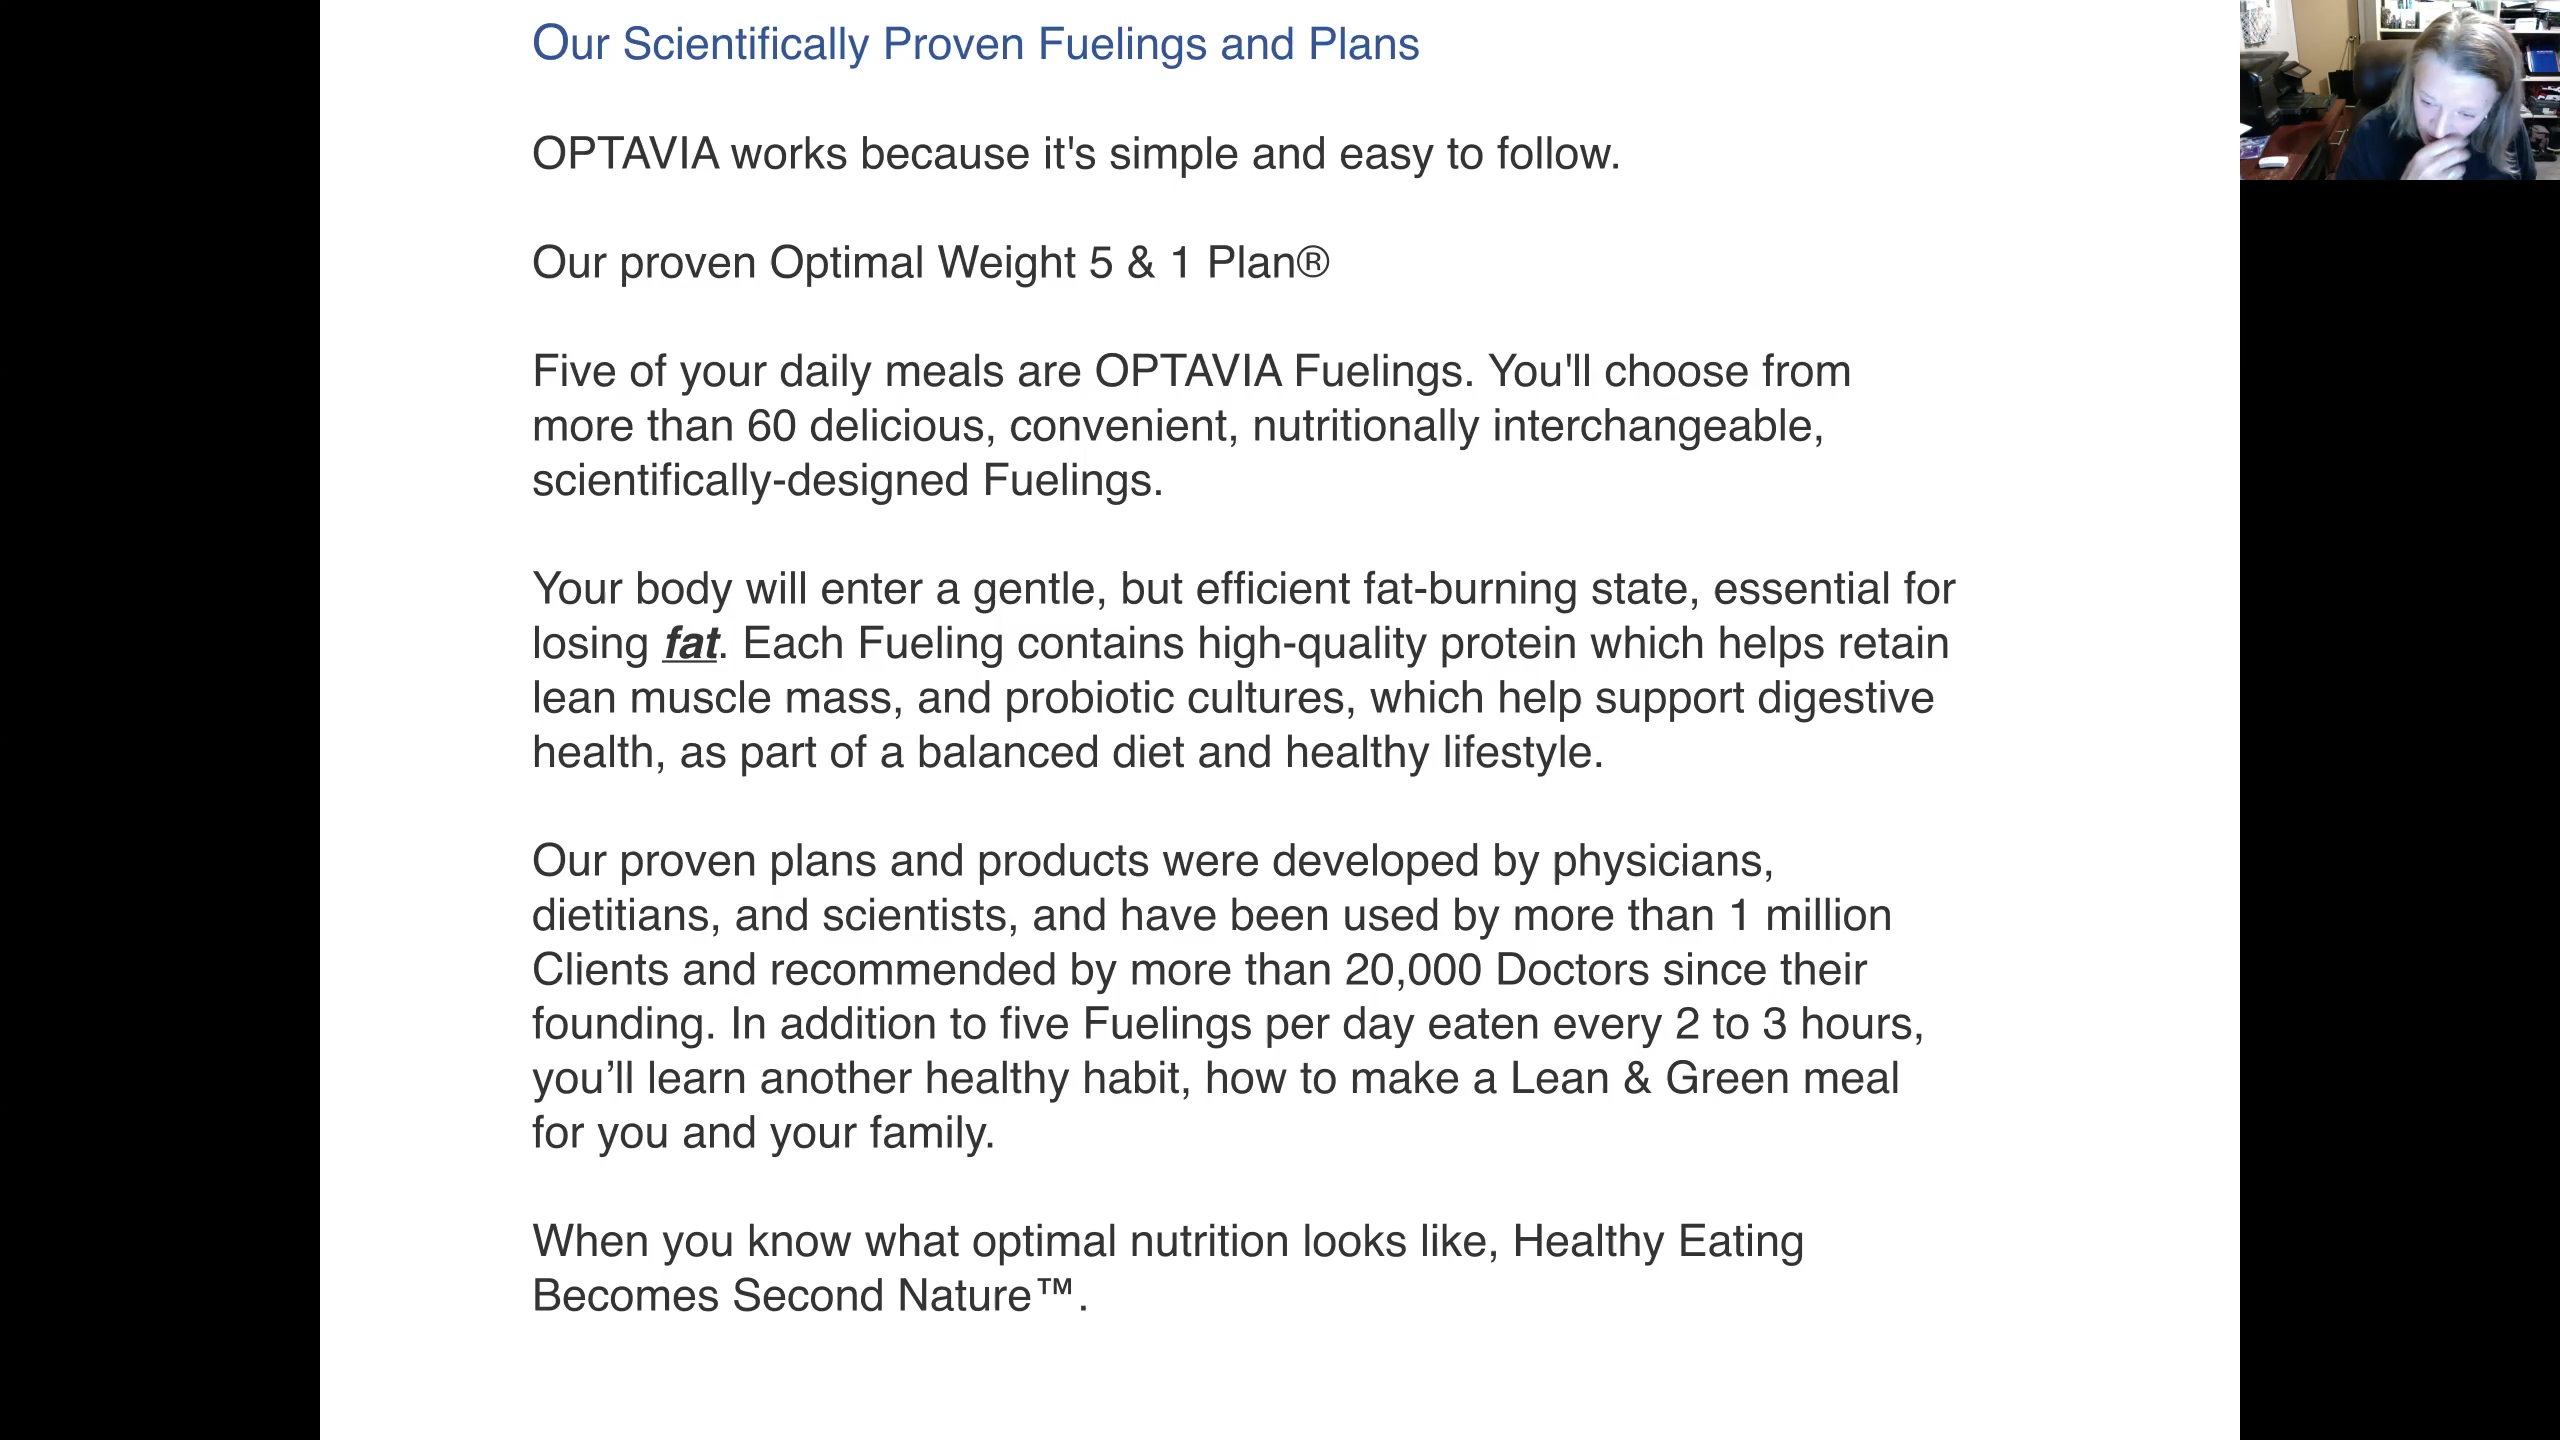 Our Scientifically Proven Fuelings and Plans
OPTAVIA works because it's simple and easy to follow.
Our proven Optimal Weight 5 & 1 Plan®
Five of your daily meals are OPTAVIA Fuelings. You'll choose from
more than 60 delicious, convenient, nutritionally interchangeable,
scientifically-designed Fuelings.
Your body will enter a gentle, but efficient fat-burning state, essential for
losing fat. Each Fueling contains high-quality protein which helps retain
lean muscle mass, and probiotic cultures, which help support digestive
health, as part of a balanced diet and healthy lifestyle.
Our proven plans and products were developed by physicians,
dietitians, and scientists, and have been used by more than 1 million
Clients and recommended by more than 20,000 Doctors since their
founding. In addition to five Fuelings per day eaten every 2 to 3 hours,
you’ll learn another healthy habit, how to make a Lean & Green meal
for you and your family.
When you know what optimal nutrition looks like, Healthy Eating
Becomes Second Nature™.